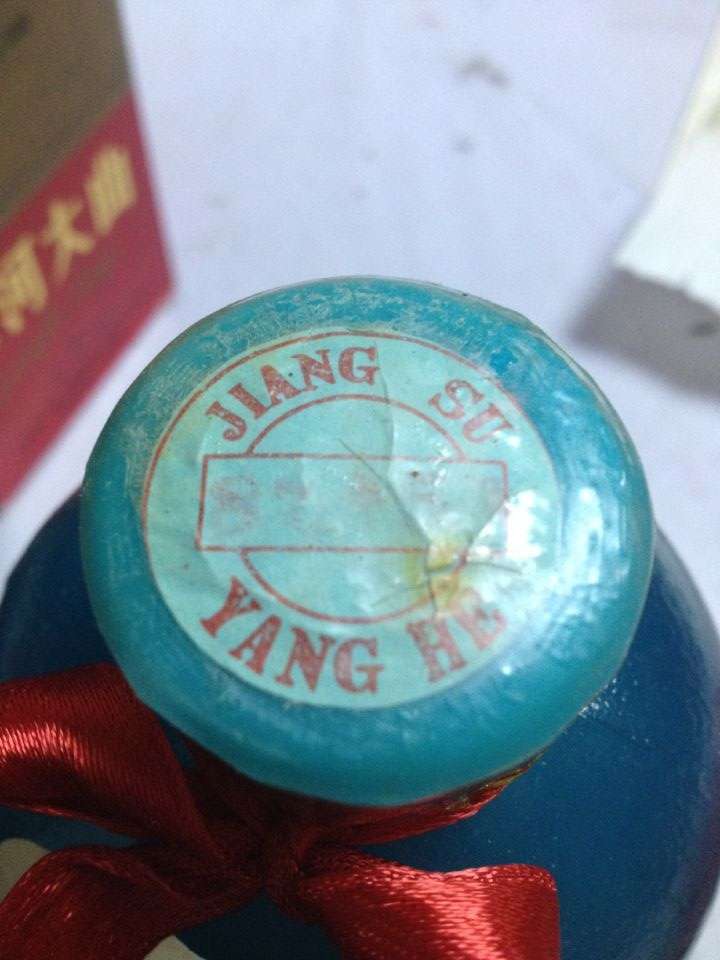 河大曲
JIANG SU
YANG HE